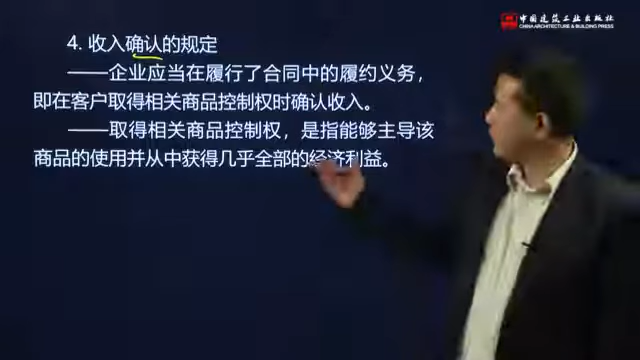 中国建筑工业出版社
CHINA ARCHITECTURE & BUILDING PRESS
4. 收入确认的规定
——企业应当在履行了合同中的履约义务，
即在客户取得相关商品控制权时确认收入。
——取得相关商品控制权，是指能够主导该
商品的使用并从中获得几乎全部的经济利益。